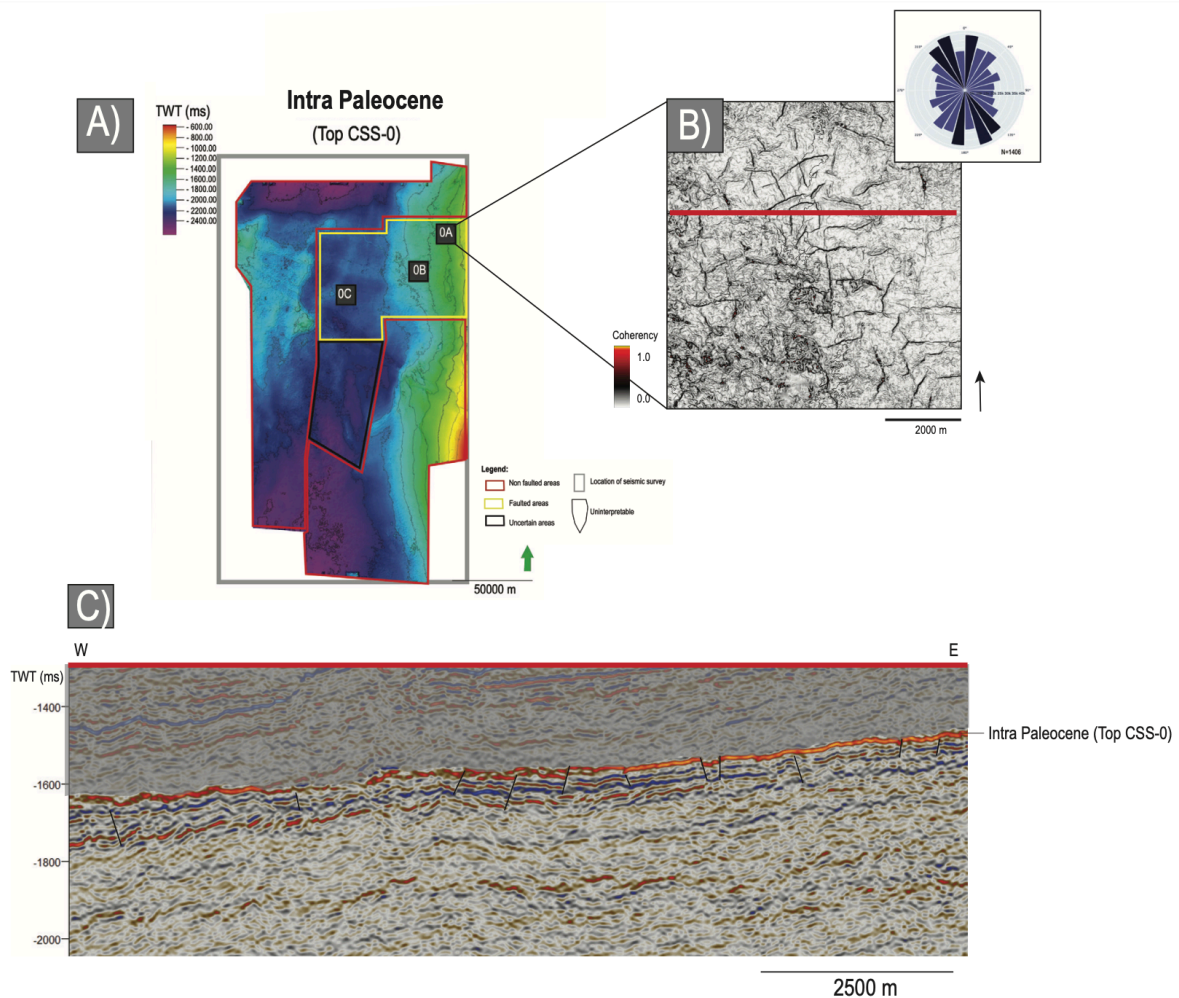 A)
Intra Paleocene
(Top CSS-0)
TWT (ms)
- 600.00
- 800.00
- 1000.00
- 1200.00
- 1400.00
- 1600.00
- 1800.00
- 2000.00
- 2200.00
- 2400.00
0A
0B
0C
Legend:
Non faulted areas
Faulted areas
Uncertain areas
Location of seismic survey
Uninterpretable
50000 m
B)
N=1406
Coherency
1.0
0.0
2000 m
C)
W
E
TWT (ms)
-1400
-1600
-1800
-2000
Intra Paleocene (Top CSS-0)
2500 m